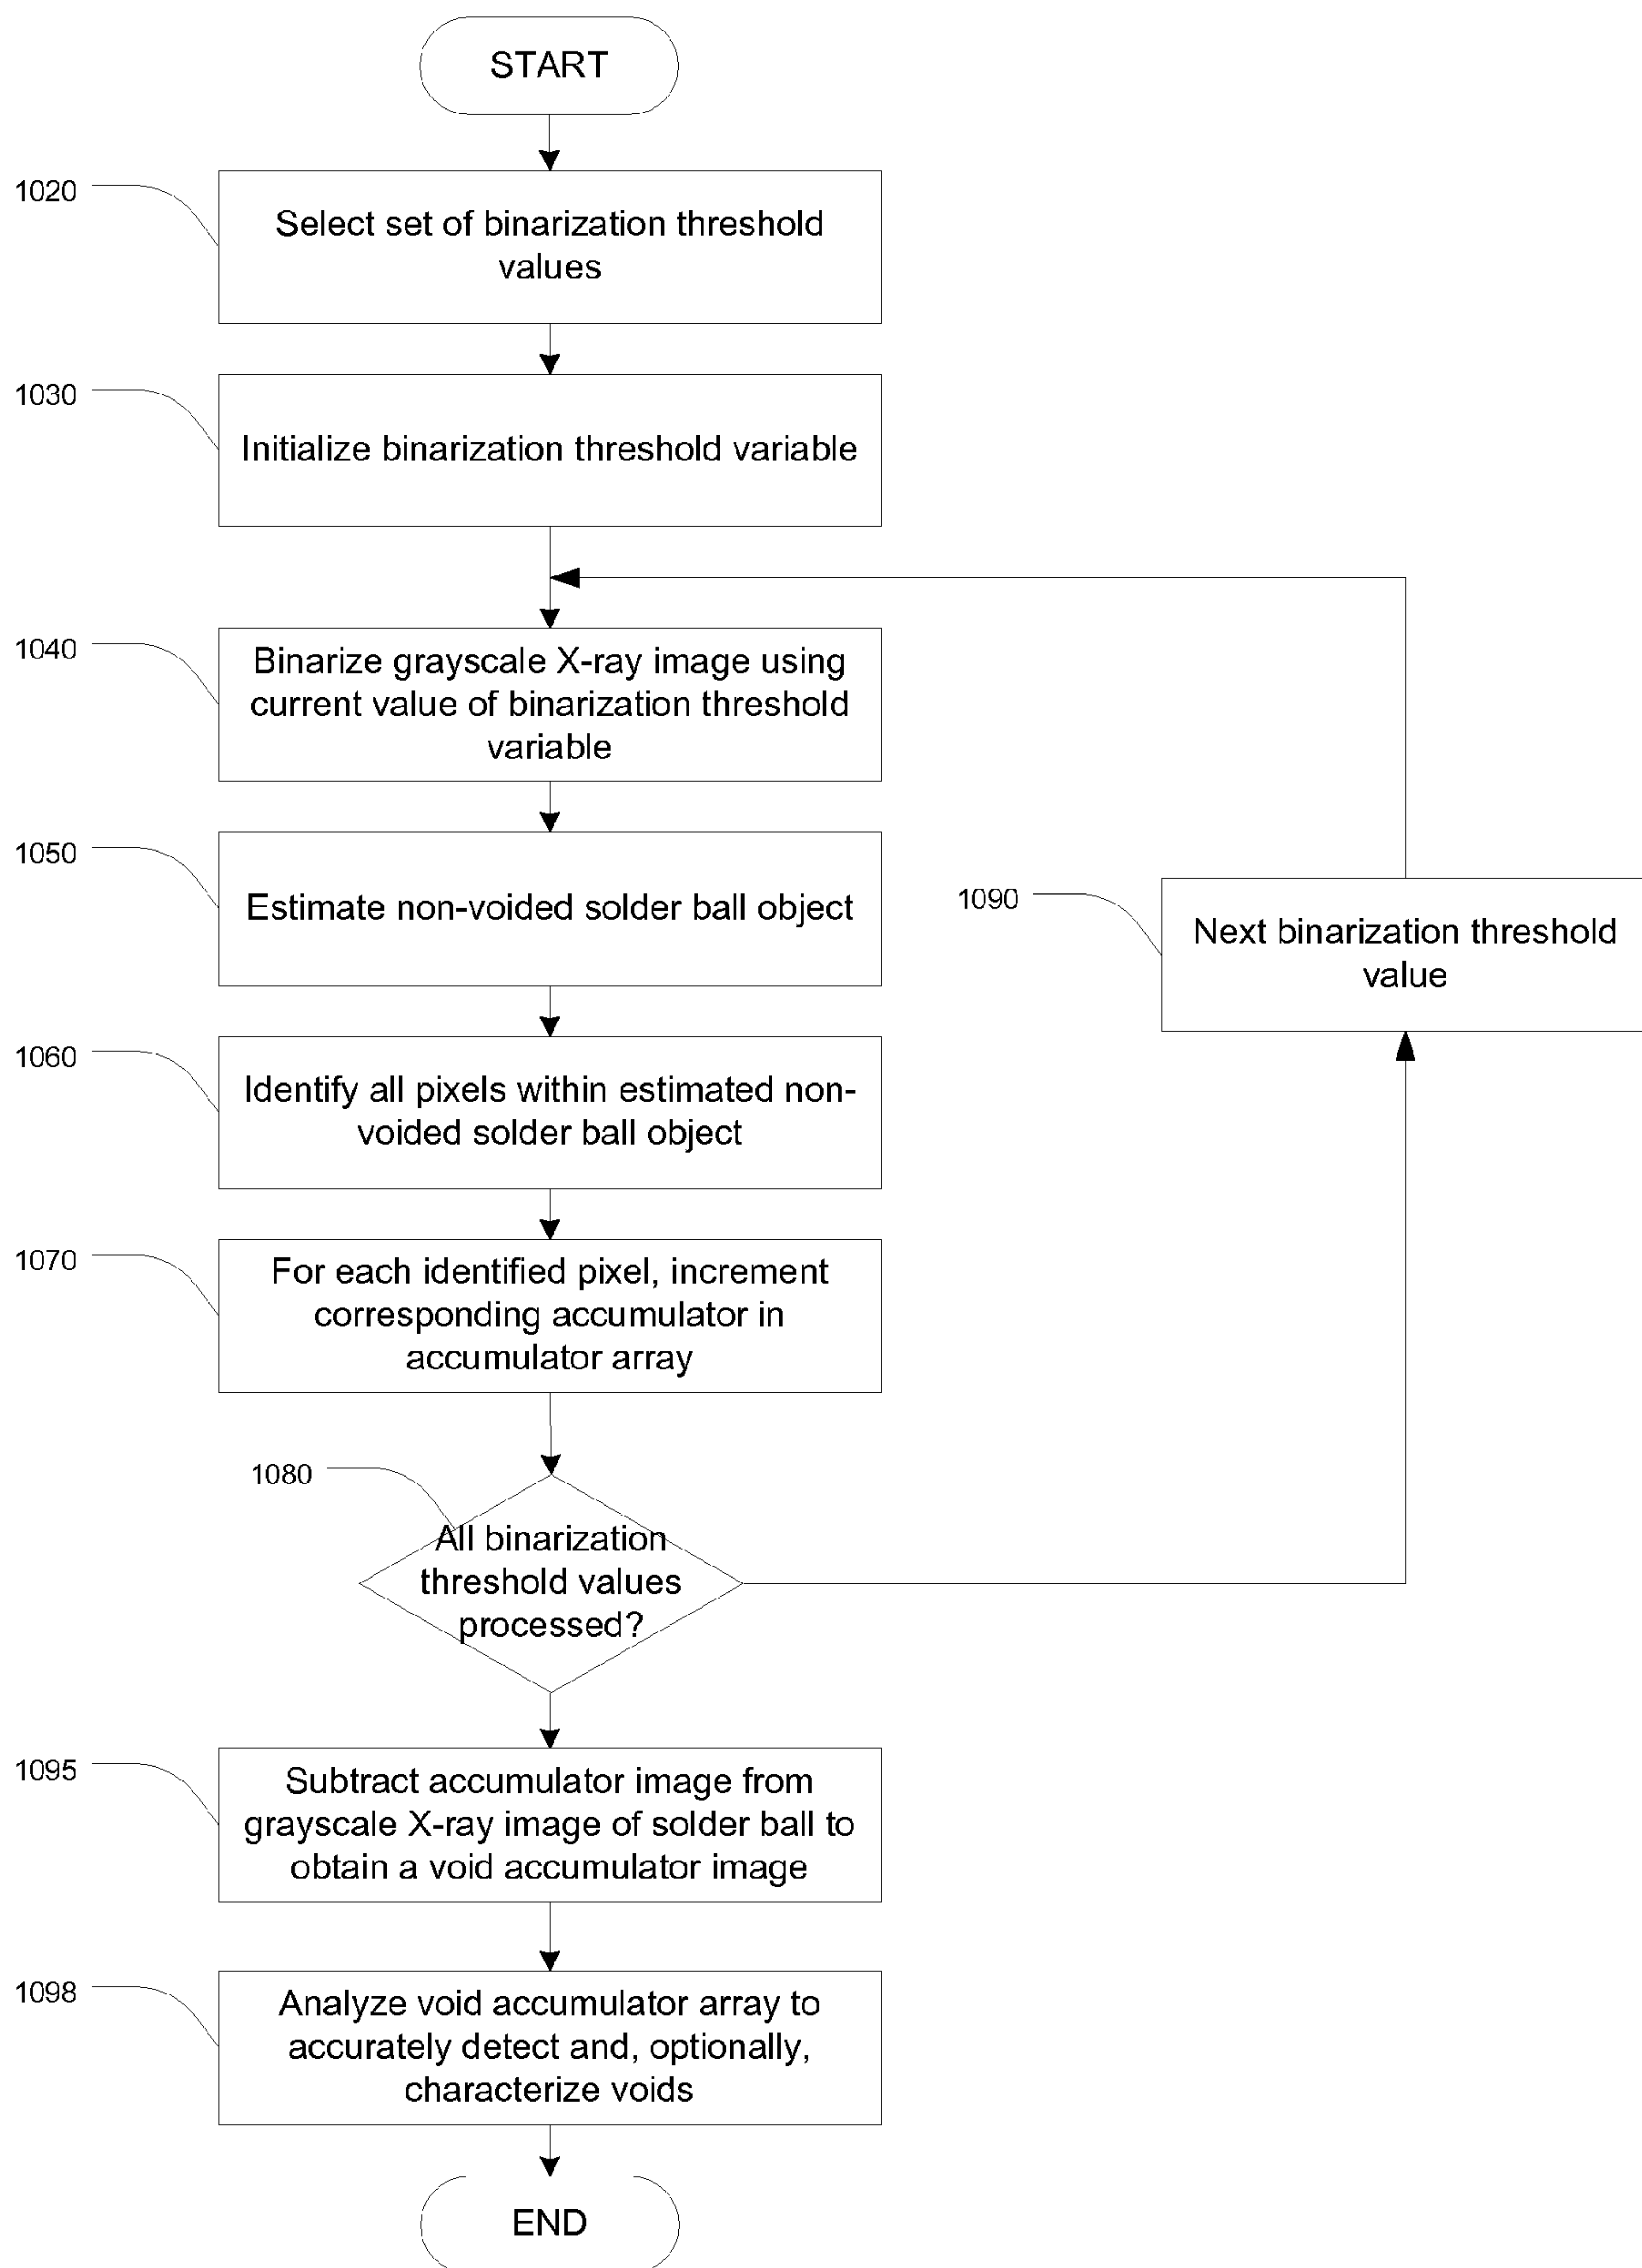 START
1020
Select set of binarization threshold
values
1030
Initialize binarization threshold variable
1040
Binarize grayscale X-ray image using
current value of binarization threshold
variable
1050
Estimate non-voided solder ball object
1090
Next binarization threshold
value
1060
Identify all pixels within estimated non-
voided solder ball object
1070
For each identified pixel, increment
corresponding accumulator in
accumulator array
1080
All binarization
threshold values
processed?
1095
Subtract accumulator image from
grayscale X-ray image of solder ball to
obtain a void accumulator image
1098
Analyze void accumulator array to
accurately detect and, optionally,
characterize voids
END